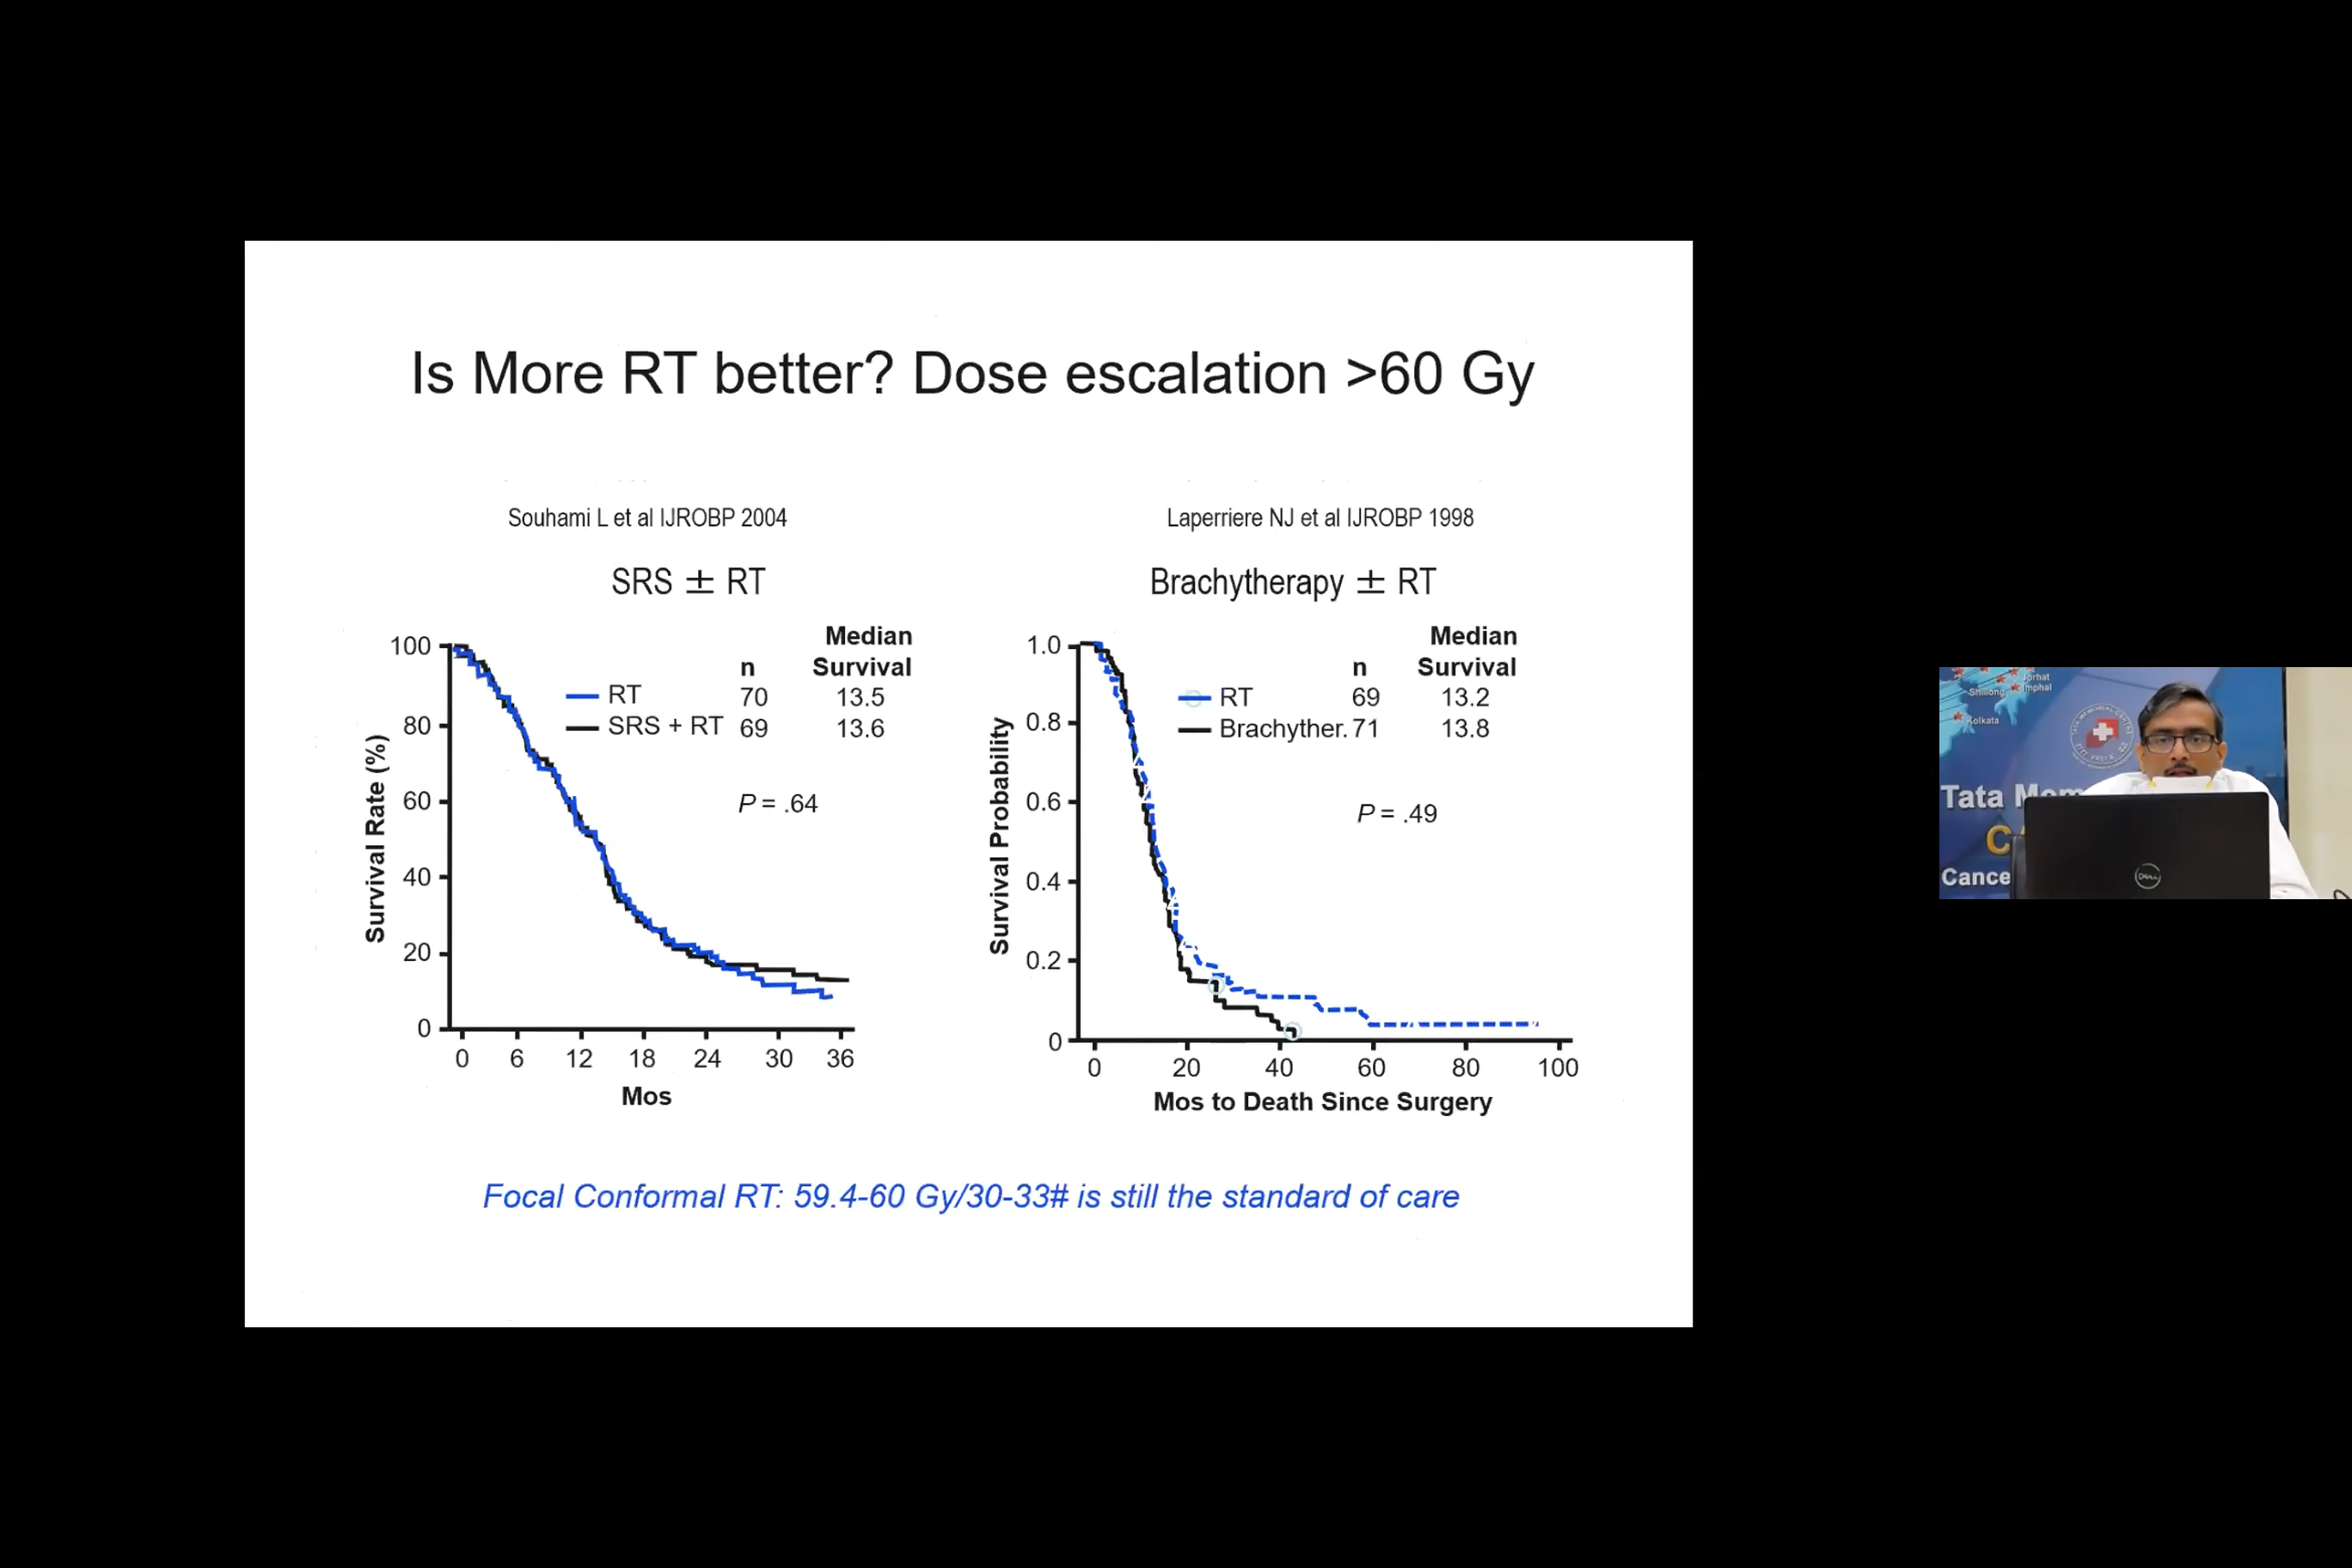 Is More RT better? Dose escalation >60 Gy
Souhami L et al IJROBP 2004
SRS ± RT
Median
n Survival
RT 70 13.5
SRS + RT 69 13.6
P = .64
Survival Rate (%)
100
80
60
40
20
0
0 6 12 18 24 30 36
Mos
Laperriere NJ et al IJROBP 1998
Brachytherapy ± RT
Median
n Survival
RT 69 13.2
Brachyther. 71 13.8
P = .49
Survival Probability
1.0
0.8
0.6
0.4
0.2
0
0 20 40 60 80 100
Mos to Death Since Surgery
Focal Conformal RT: 59.4-60 Gy/30-33# is still the standard of care
Jorhat
Shillong Imphal
Kolkata
Tata Mem
C
Cance
DELL